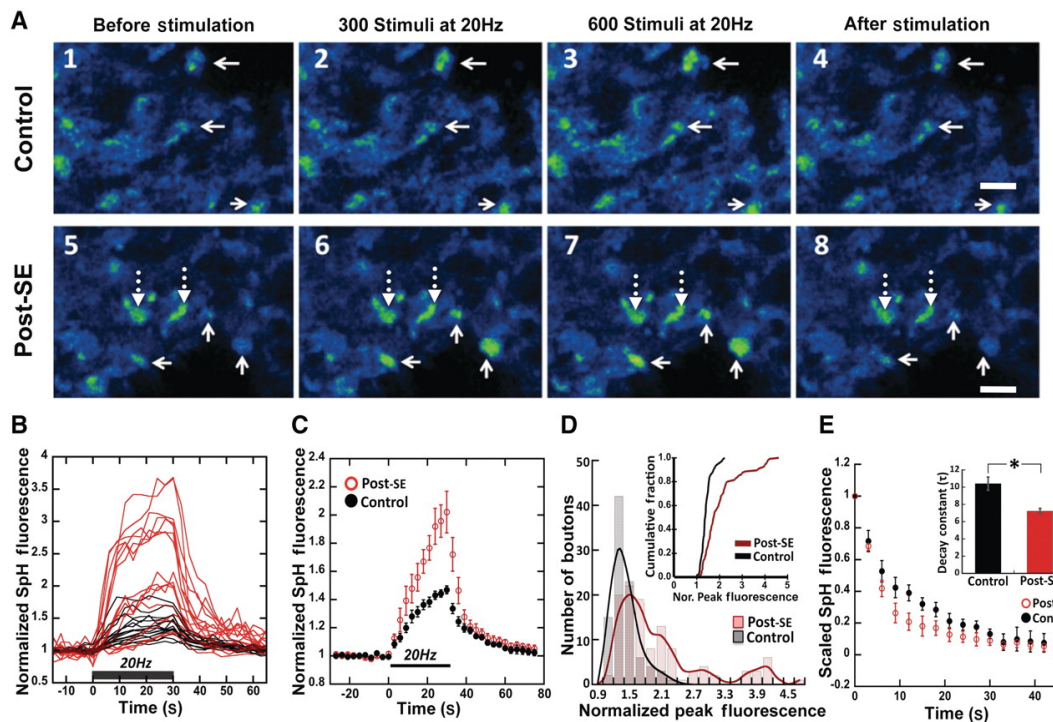 A
Before stimulation
300 Stimuli at 20Hz
600 Stimuli at 20Hz
After stimulation
Control
1
2
3
4
Post-SE
5
6
7
8
B
Normalized SpH fluorescence
4
3.5
3
2.5
2
1.5
1
0.5
20Hz
-10 0 10 20 30 40 50 60
Time (s)
C
Normalized SpH fluorescence
2.4
2.2
2.0
1.8
1.6
1.4
1.2
1.0
0.8
Post-SE
Control
20Hz
-20 0 20 40 60 80
Time (s)
D
Number of boutons
50
40
30
20
10
0
0.9 1.5 2.1 2.7 3.3 3.9 4.5
Normalized peak fluorescence
Cumulative fraction
1.0
0.8
0.6
0.4
0.2
0.0
0 1 2 3 4 5
Nor. Peak fluorescence
Post-SE
Control
Post-SE
Control
E
Scaled SpH fluorescence
1.2
1
0.8
0.6
0.4
0.2
0
-0.2
0 10 20 30 40
Time (s)
Decay constant (τ)
12
10
8
6
4
2
0
*
Control
Post-S
Post
Con